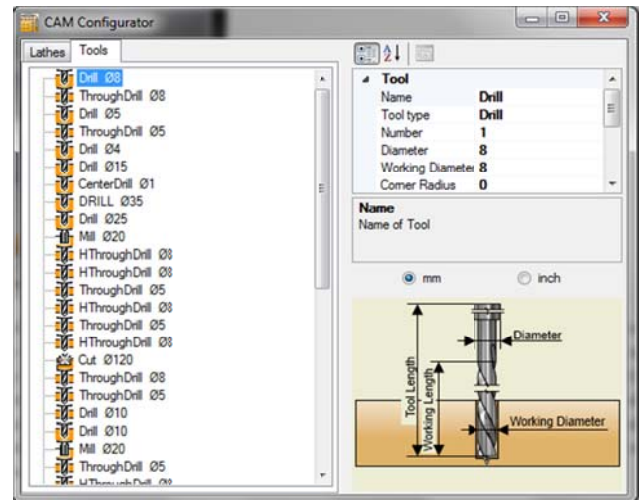 CAM Configurator
Lathes Tools
Drill Ø8
ThroughDrill Ø8
Drill Ø5
ThroughDrill Ø5
Drill Ø4
Drill Ø15
CenterDrill Ø1
DRILL Ø35
Drill Ø25
Mill Ø20
HThroughDrill Ø8
HThroughDrill Ø8
ThroughDrill Ø5
HThroughDrill Ø8
ThroughDrill Ø5
HThroughDrill Ø8
Cut Ø120
ThroughDrill Ø8
ThroughDrill Ø5
Drill Ø10
Drill Ø10
Mill Ø20
ThroughDrill Ø5
HThroughDrill Ø8
Tool
Name Drill
Tool type Drill
Number 1
Diameter 8
Working Diameter 8
Corner Radius 0
Name
Name of Tool
mm inch
Diameter
Tool Length
Working Length
Working Diameter